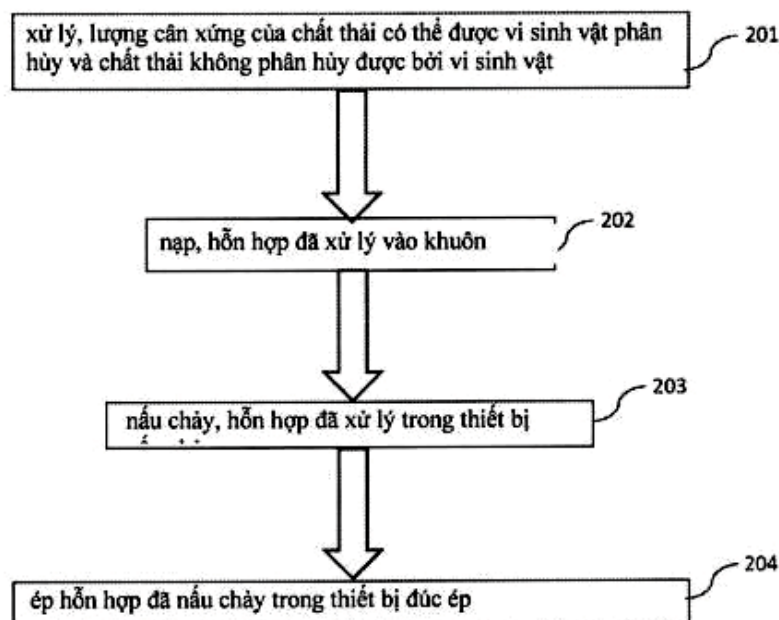 xử lý, lượng cân xứng của chất thải có thể được vi sinh vật phân
hủy và chất thải không phân hủy được bởi vi sinh vật
201
nạp, hỗn hợp đã xử lý vào khuôn
202
nấu chảy, hỗn hợp đã xử lý trong thiết bị
203
ép hỗn hợp đã nấu chảy trong thiết bị đúc ép
204